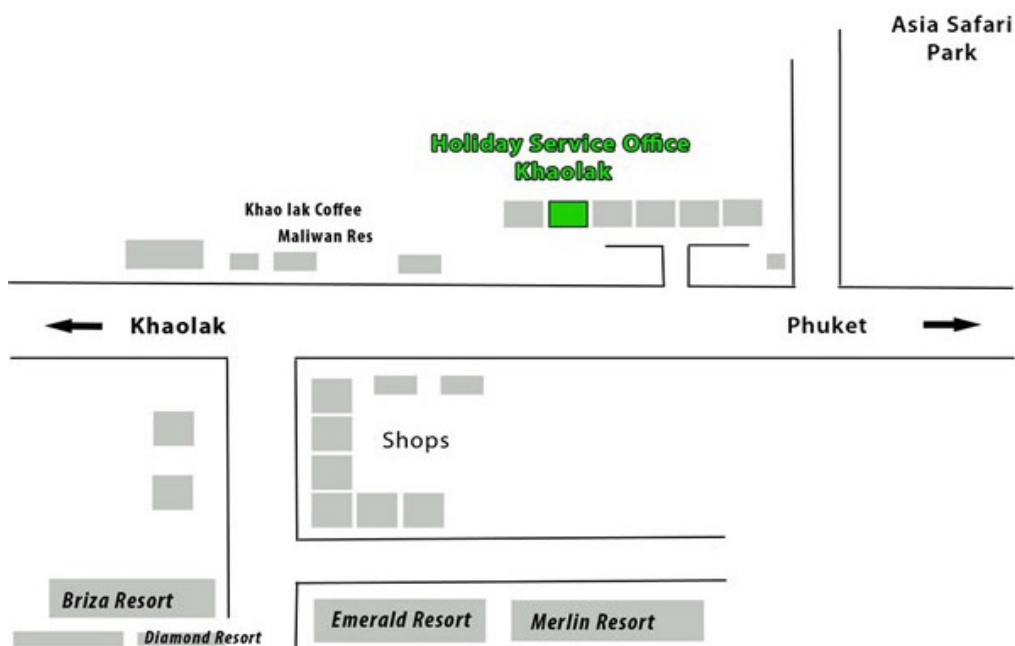 Asia Safari
Park
Holiday Service Office
Khaolak
Khao lak Coffee
Maliwan Res
Khaolak
Phuket
Shops
Briza Resort
Emerald Resort
Merlin Resort
Diamond Resort